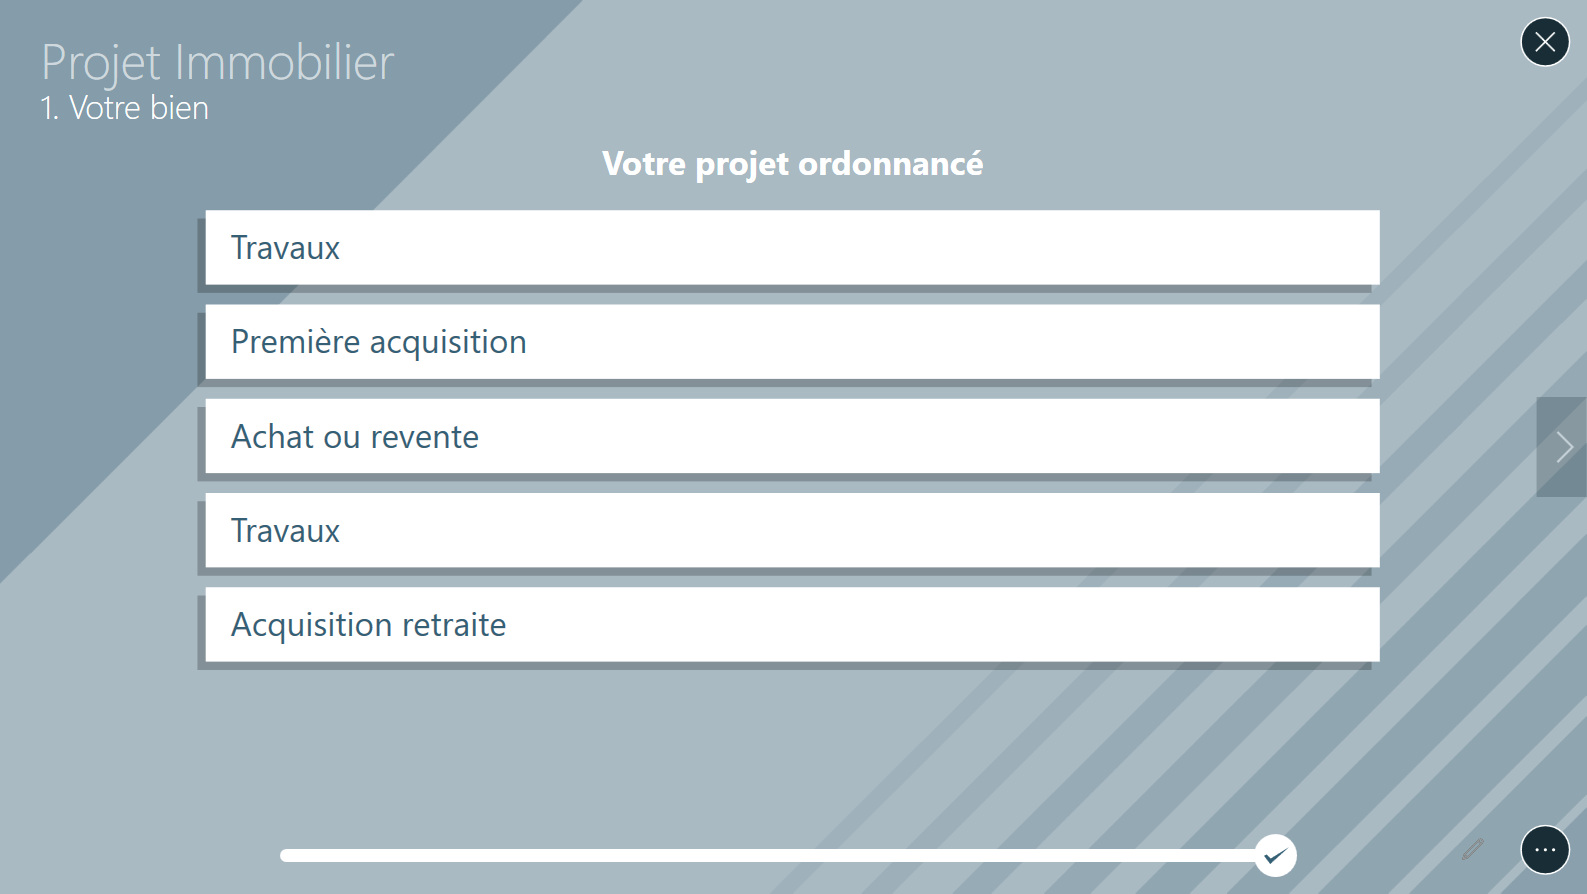 Projet Immobilier
1. Votre bien
Votre projet ordonnancé
Travaux
Première acquisition
Achat ou revente
Travaux
Acquisition retraite